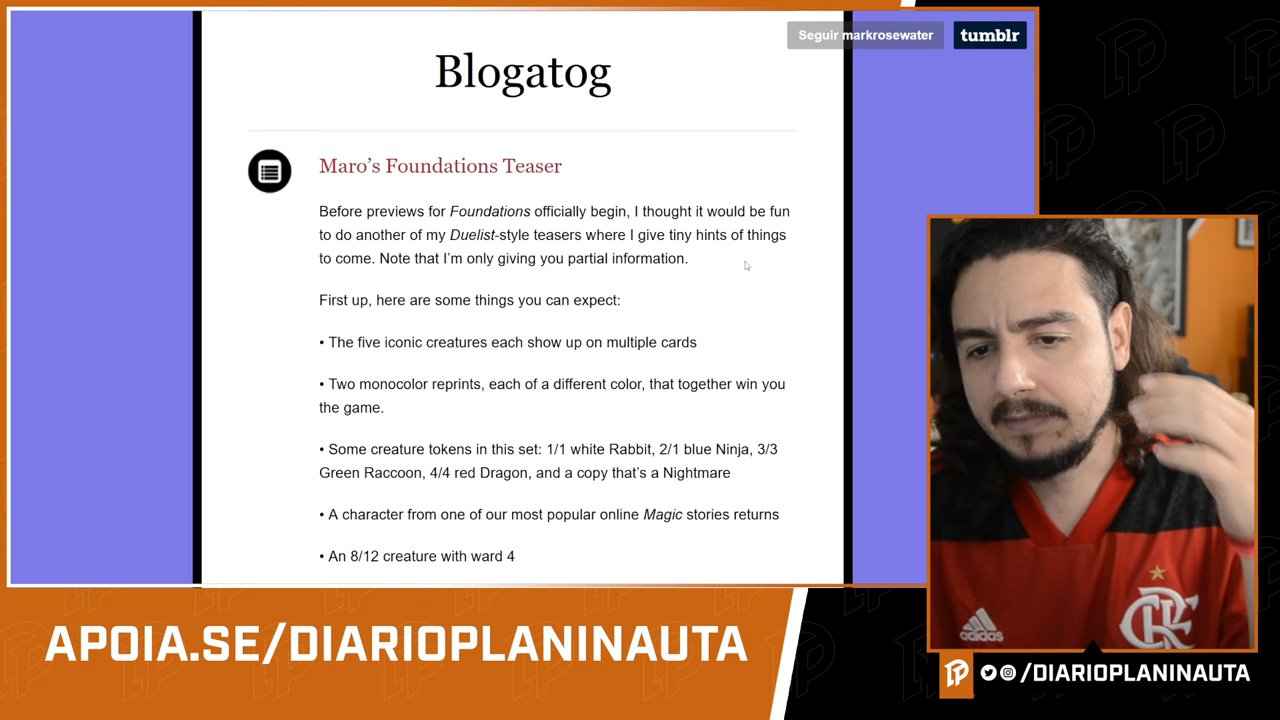 Seguir markrosewater
tumblr
Blogatog
Maro’s Foundations Teaser
Before previews for Foundations officially begin, I thought it would be fun
to do another of my Duelist-style teasers where I give tiny hints of things
to come. Note that I’m only giving you partial information.
First up, here are some things you can expect:
• The five iconic creatures each show up on multiple cards
• Two monocolor reprints, each of a different color, that together win you
the game.
• Some creature tokens in this set: 1/1 white Rabbit, 2/1 blue Ninja, 3/3
Green Raccoon, 4/4 red Dragon, and a copy that’s a Nightmare
• A character from one of our most popular online Magic stories returns
• An 8/12 creature with ward 4
adidas
CRF
APOIA.SE/DIARIOPLANINAUTA
/DIARIOPLANINAUTA